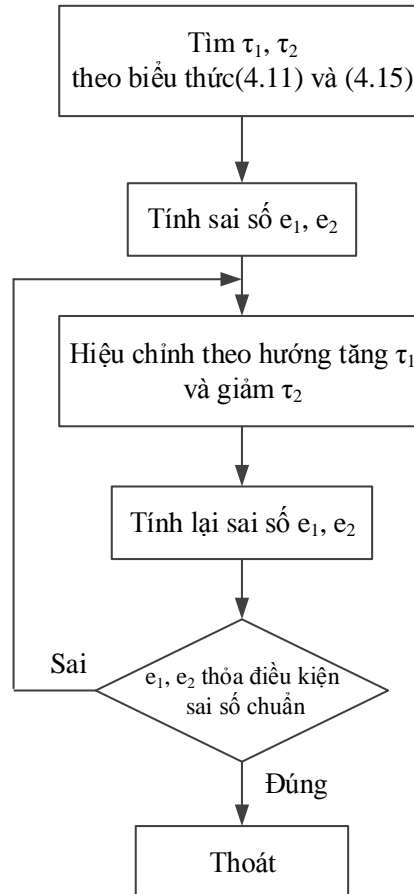 Tìm τ₁, τ₂
theo biểu thức(4.11) và (4.15)
Tính sai số e₁, e₂
Hiệu chỉnh theo hướng tăng τ₁
và giảm τ₂
Tính lại sai số e₁, e₂
Sai
e₁, e₂ thỏa điều kiện
sai số chuẩn
Đúng
Thoát